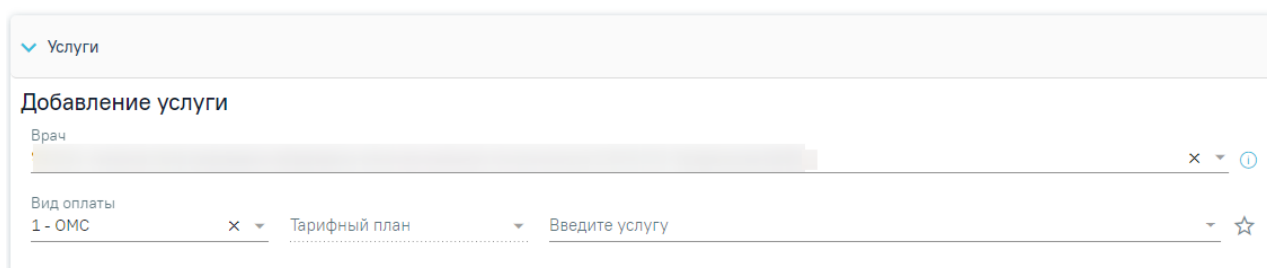 Услуги
Добавление услуги
Врач
Вид оплаты
1 - ОМС Тарифный план Введите услугу